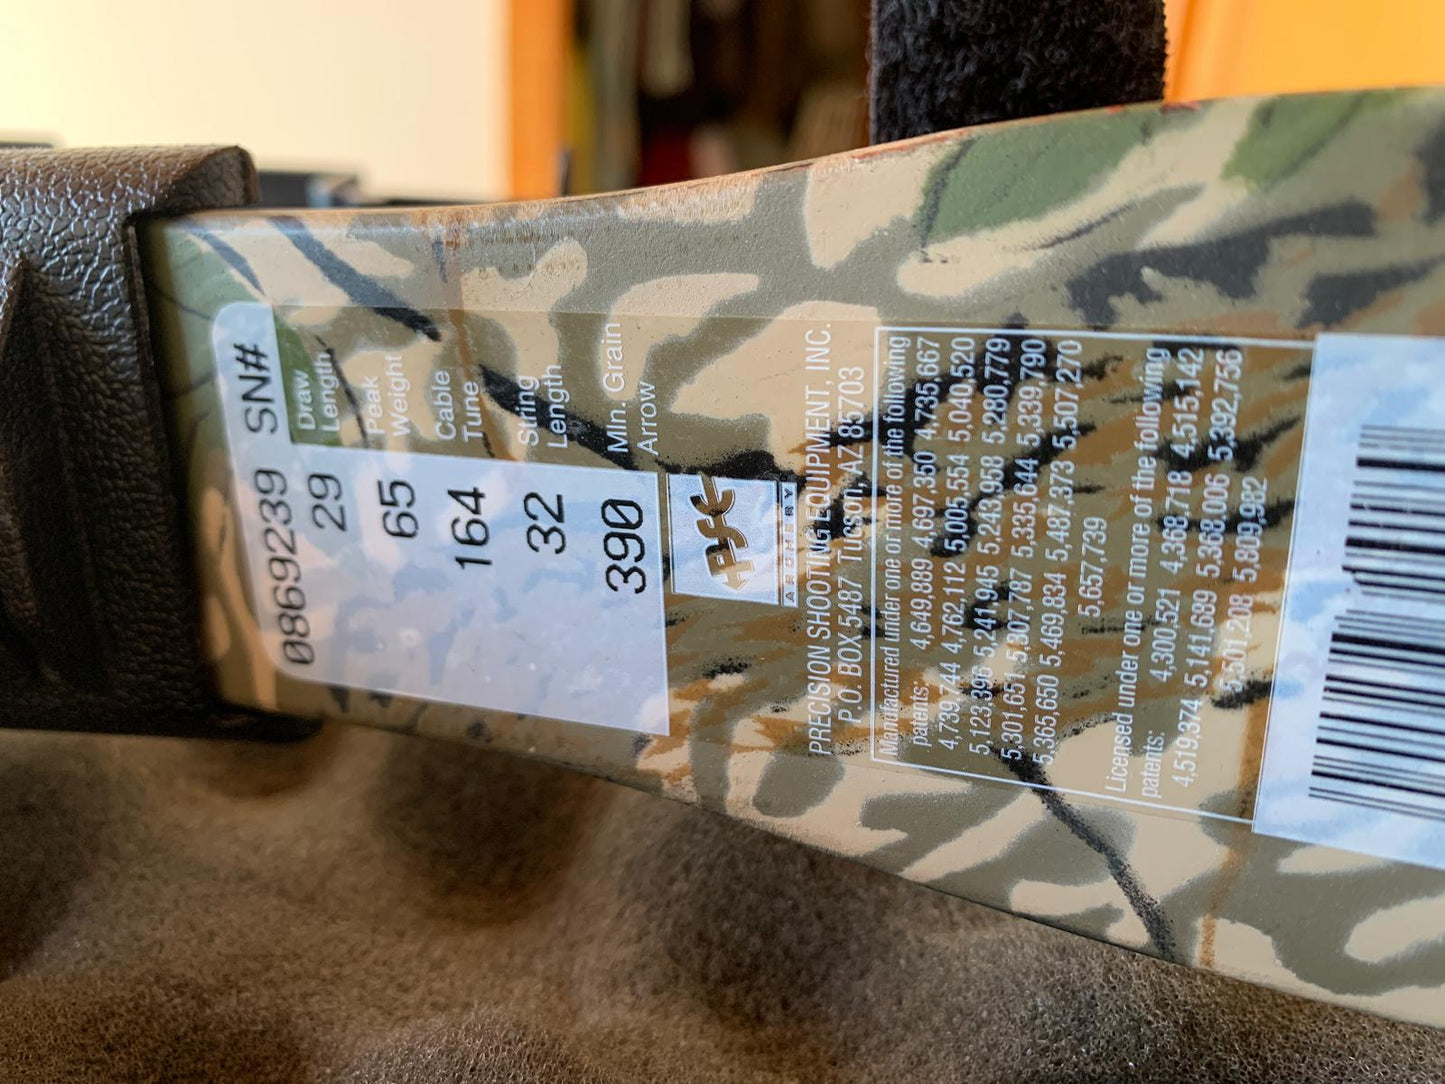 SN# 0869239
Draw
Length 29
Peak
Weight 65
Cable
Tune 164
String
Length 32
MIn. Grain
Arrow 390
PSE
ARCHERY
PRECISION SHOOTING EQUIPMENT, INC.
P.O. BOX 5487 Tucson, AZ 85703
Manufactured under one or more of the following
patents: 4,649,889 4,697,350 4,735,667
4,739,744 4,762,112 5,005,554 5,040,520
5,123,396 5,241,945 5,243,958 5,280,779
5,301,651 5,307,787 5,335,644 5,339,790
5,365,650 5,469,834 5,487,373 5,507,270
5,657,739
Licensed under one or more of the following
patents: 4,300,521 4,368,718 4,515,142
4,519,374 5,141,689 5,368,006 5,392,756
5,501,208 5,809,982